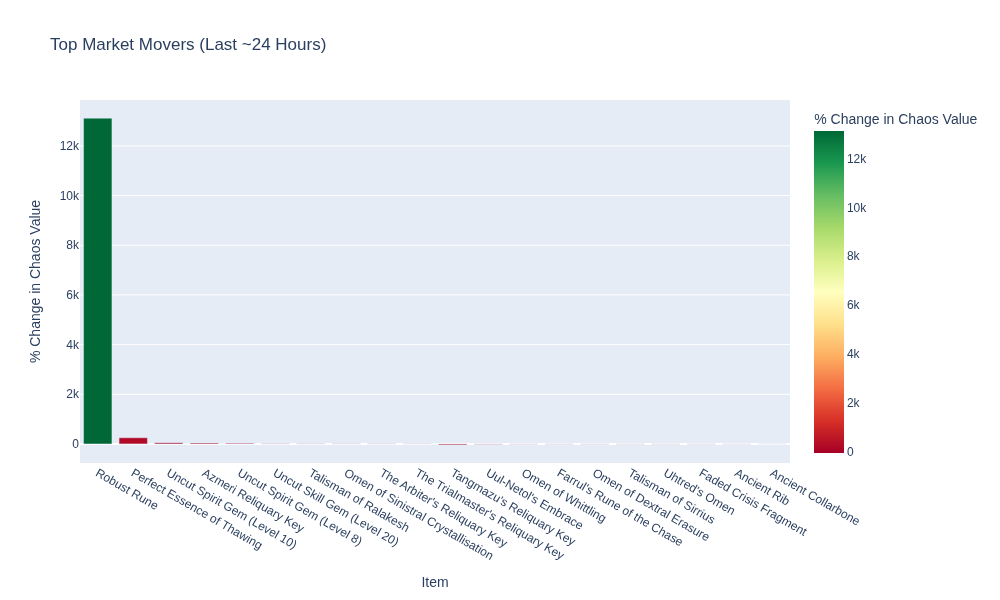 Top Market Movers (Last ~24 Hours)
% Change in Chaos Value
12k
10k
8k
6k
4k
2k
0
% Change in Chaos Value
12k
10k
8k
6k
4k
2k
0
Robust Rune
Perfect Essence of Thawing
Uncut Spirit Gem (Level 10)
Azmeri Reliquary Key
Uncut Spirit Gem (Level 8)
Uncut Skill Gem (Level 20)
Talisman of Ralakesh
Omen of Sinistral Crystallisation
The Arbiter's Reliquary Key
The Trialmaster's Reliquary Key
Tangmazu's Reliquary Key
Uul-Netol's Embrace
Omen of Whittling
Farrul's Rune of the Chase
Omen of Dextral Erasure
Talisman of Sirrius
Uhtred's Omen
Faded Crisis Fragment
Ancient Rib
Ancient Collarbone
Item